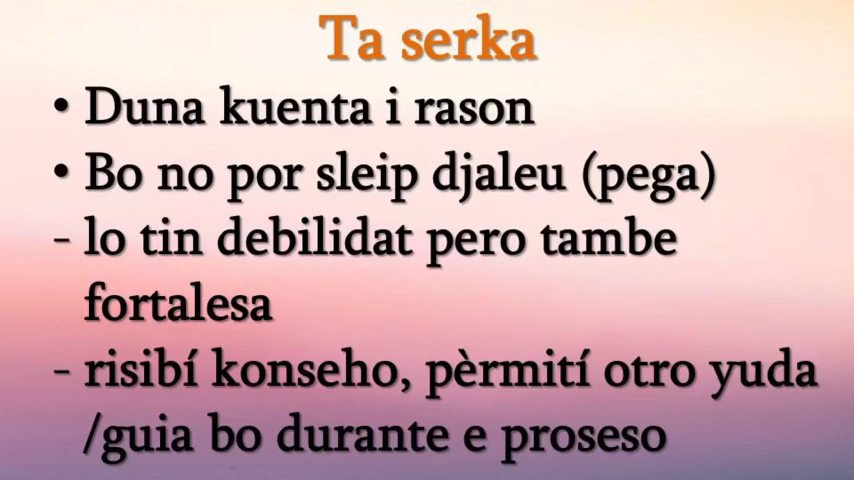 Ta serka
• Duna kuenta i rason
• Bo no por sleip djaleu (pega)
- lo tin debilidat pero tambe
fortalesa
- risibí konseho, pèrmití otro yuda
/guia bo durante e proseso